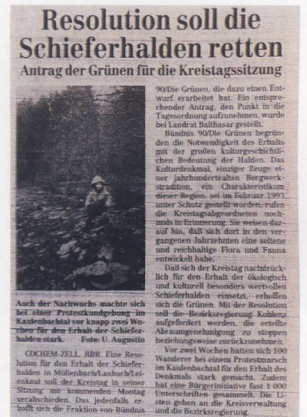 Resolution soll die
Schieferhalden retten
Antrag der Grünen für die Kreistagssitzung
Auch der Nachwuchs machte sich
bei einer Protestkundgebung im
Kaulenbachtal vor knapp zwei Wo-
chen für den Erhalt der Schiefer-
halden stark. Foto: U. Augustin
COCHEM-ZELL. RBR. Eine Reso-
lution für den Erhalt der Schiefer-
halden im Müllenbach/Laubach/Lei-
enkaul soll der Kreistag in seiner
Sitzung am kommenden Montag
verabschieden. Das jedenfalls er-
hofft sich die Fraktion von Bündnis
90/Die Grünen, die dazu einen Ent-
wurf erarbeitet hat. Ein entspre-
chender Antrag, den Punkt in die
Tagesordnung aufzunehmen, wurde
bei Landrat Balthasar gestellt.
Bündnis 90/Die Grünen begrün-
den die Notwendigkeit des Erhalts
mit der großen kulturgeschichtli-
chen Bedeutung der Halden. Das
Kulturdenkmal, einziger Zeuge ei-
ner jahrhundertealten Bergwerks-
tradition, ein Charakteristikum
dieser Region, sei im Februar 1991
unter Schutz gestellt worden, rufen
die Kreistagsabgeordneten noch-
mals in Erinnerung. Sie weisen dar-
auf hin, daß sich dort in den ver-
gangenen Jahrzehnten eine seltene
und reichhaltige Flora und Fauna
entwickelt habe.
Daß sich der Kreistag nachdrück-
lich für den Erhalt der ökologisch
und kulturell besonders wertvollen
Schieferhalden einsetzt, erhoffen
sich die Grünen. Mit der Resolution
soll die Bezirksregierung Koblenz
aufgefordert werden, die erteilte
Abräumgenehmigung zu stoppen
beziehungsweise zurückzunehmen.
Vor zwei Wochen hatten sich 100
Wanderer bei einem Protestmarsch
im Kaulenbachtal für den Erhalt des
Denkmals stark gemacht. Zudem
hat eine Bürgerinitiative fast 1 000
Unterschriften gesammelt. Die Li-
sten gehen an die Kreisverwaltung
und die Bezirksregierung.